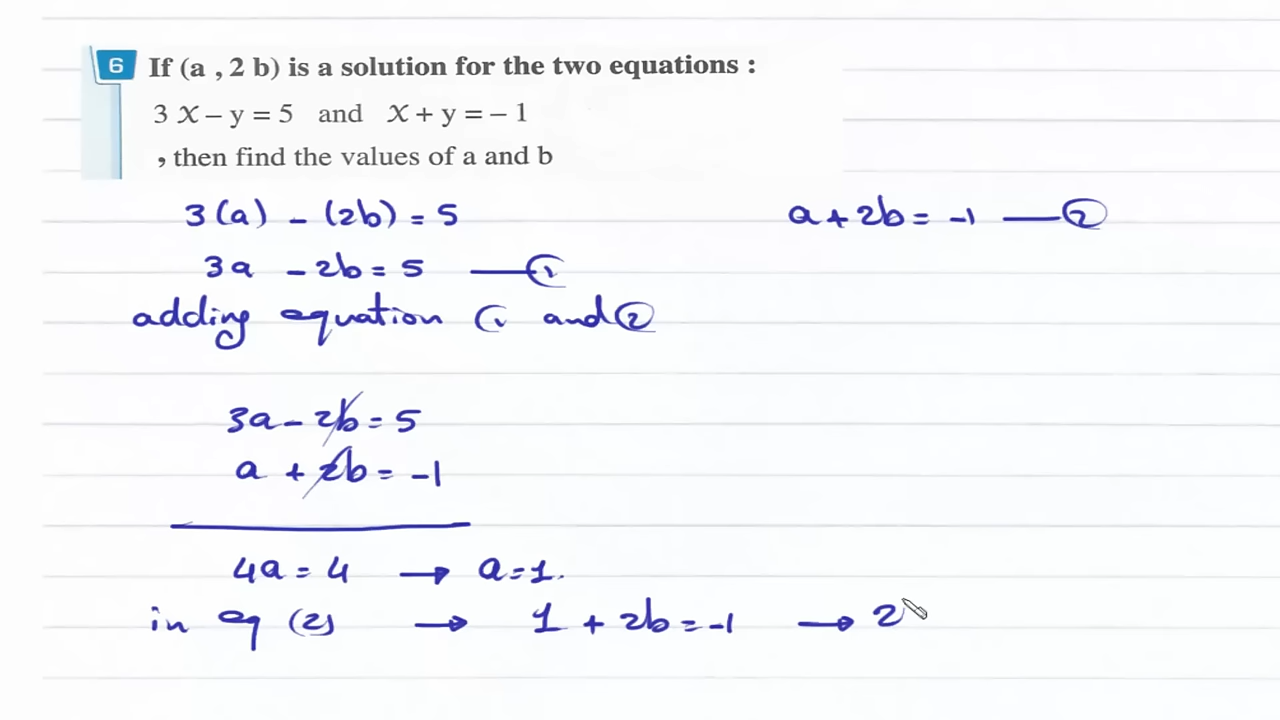 6 If (a , 2 b) is a solution for the two equations :
3 x – y = 5 and x + y = – 1
, then find the values of a and b
3(a) - (2b) = 5
a + 2b = -1 — ②
3a - 2b = 5 — ①
adding equation ① and ②
3a - 2b = 5
a + 2b = -1
4a = 4 → a = 1.
in eq (2) → 1 + 2b = -1 → 2